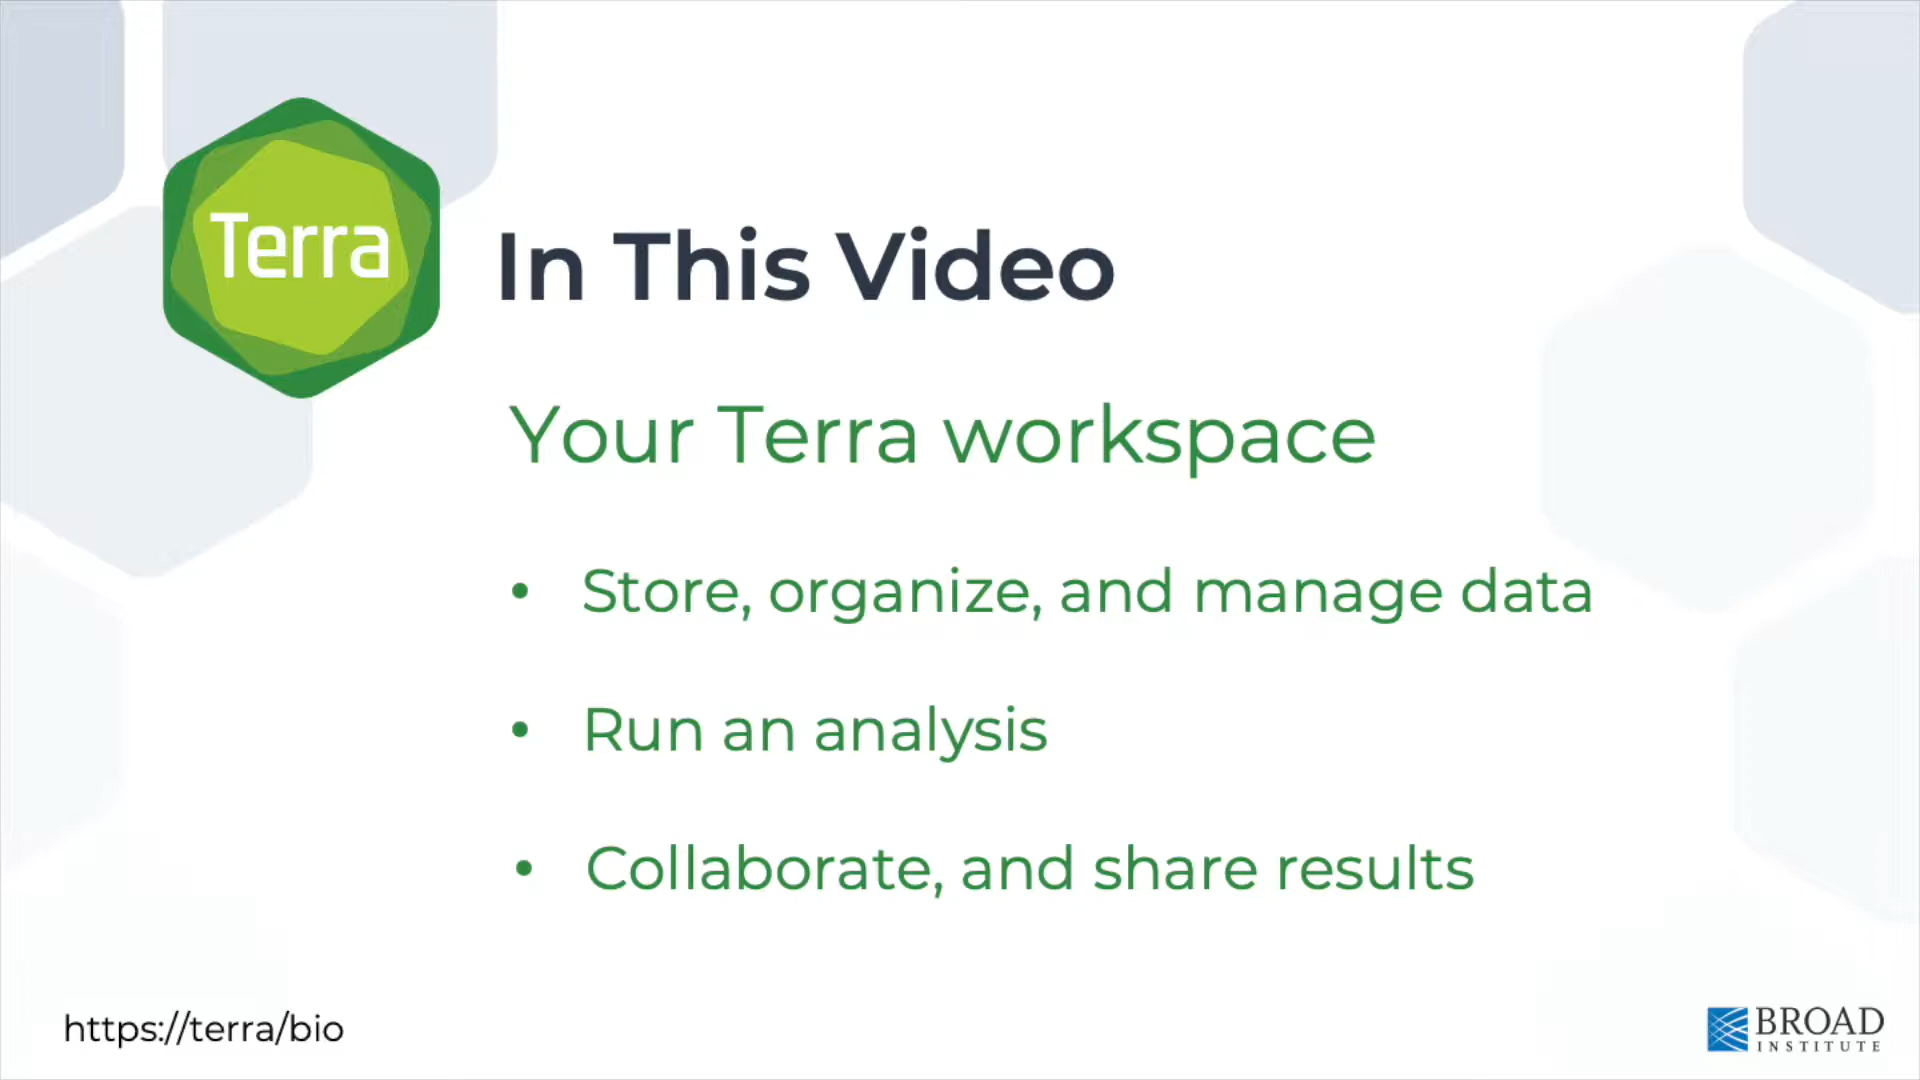 Terra
In This Video
Your Terra workspace
• Store, organize, and manage data
• Run an analysis
• Collaborate, and share results
https://terra/bio
BROAD
INSTITUTE